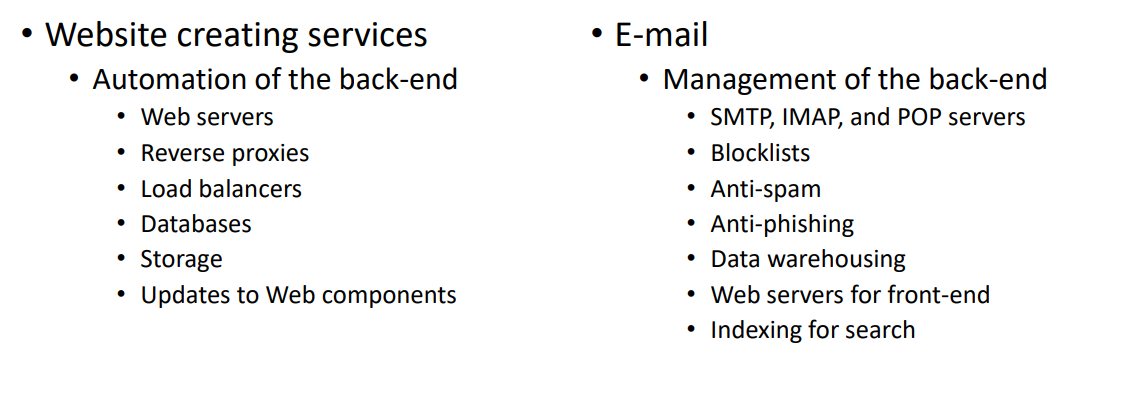 • Website creating services
• Automation of the back-end
• Web servers
• Reverse proxies
• Load balancers
• Databases
• Storage
• Updates to Web components
• E-mail
• Management of the back-end
• SMTP, IMAP, and POP servers
• Blocklists
• Anti-spam
• Anti-phishing
• Data warehousing
• Web servers for front-end
• Indexing for search